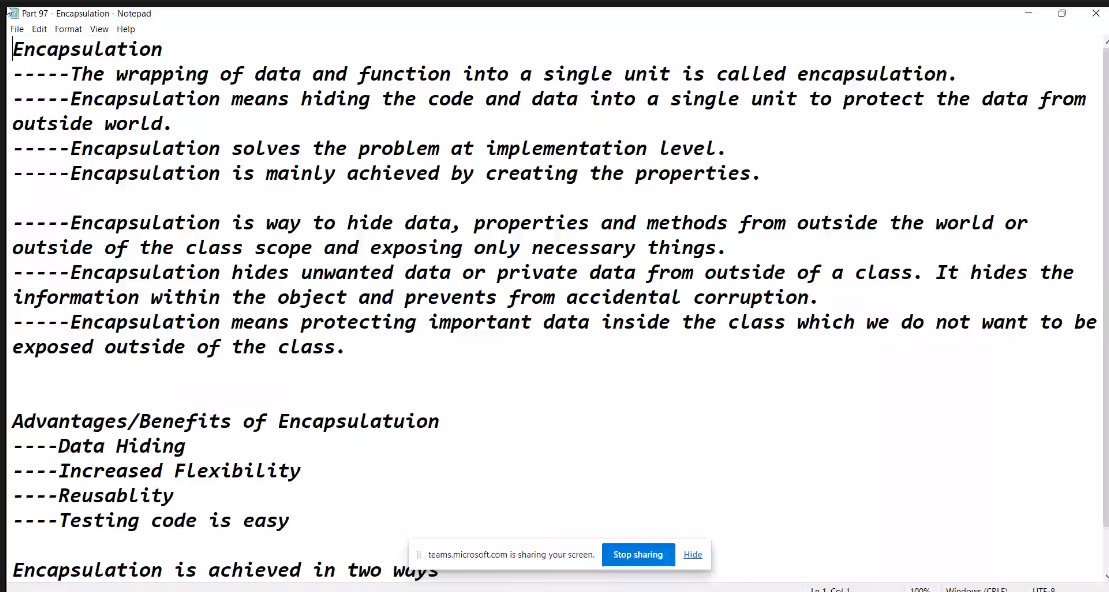 Part 97 - Encapsulation - Notepad
File Edit Format View Help
Encapsulation
-----The wrapping of data and function into a single unit is called encapsulation.
-----Encapsulation means hiding the code and data into a single unit to protect the data from
outside world.
-----Encapsulation solves the problem at implementation level.
-----Encapsulation is mainly achieved by creating the properties.
-----Encapsulation is way to hide data, properties and methods from outside the world or
outside of the class scope and exposing only necessary things.
-----Encapsulation hides unwanted data or private data from outside of a class. It hides the
information within the object and prevents from accidental corruption.
-----Encapsulation means protecting important data inside the class which we do not want to be
exposed outside of the class.
Advantages/Benefits of Encapsulatuion
----Data Hiding
----Increased Flexibility
----Reusablity
----Testing code is easy
teams.microsoft.com is sharing your screen. Stop sharing Hide
Encapsulation is achieved in two ways
Ln 1, Col 1 100% Windows (CRLF) UTF-8